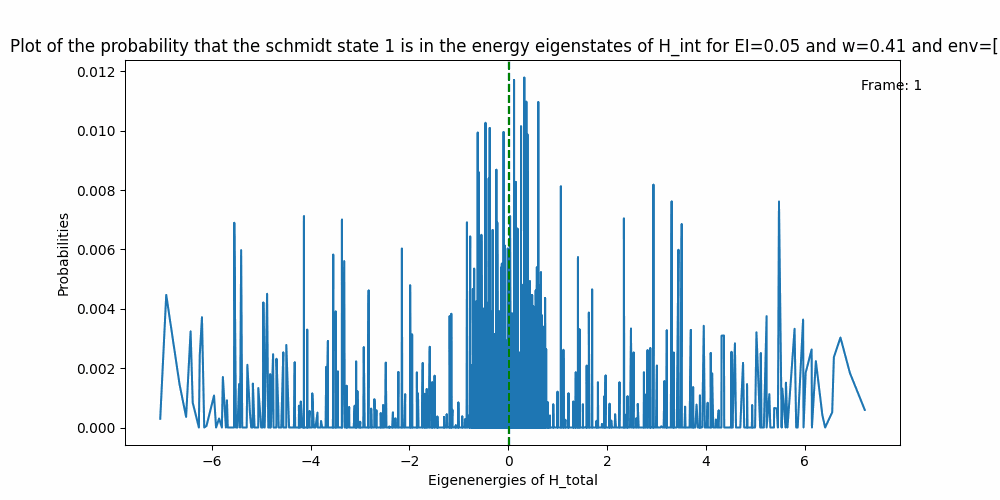 Plot of the probability that the schmidt state 1 is in the energy eigenstates of H_int for EI=0.05 and w=0.41 and env=[
Frame: 1
0.012
0.010
0.008
0.006
0.004
0.002
0.000
Probabilities
−6 −4 −2 0 2 4 6
Eigenenergies of H_total